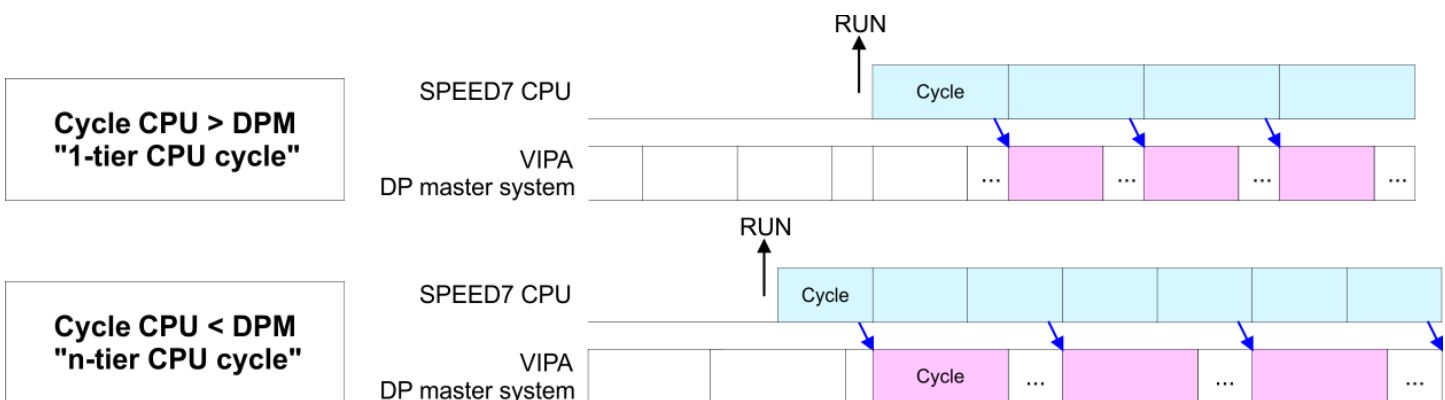 RUN
SPEED7 CPU
Cycle
Cycle CPU > DPM
"1-tier CPU cycle"
VIPA
DP master system
... ... ... ...
RUN
SPEED7 CPU
Cycle
Cycle CPU < DPM
"n-tier CPU cycle"
VIPA
DP master system
Cycle ... ... ...